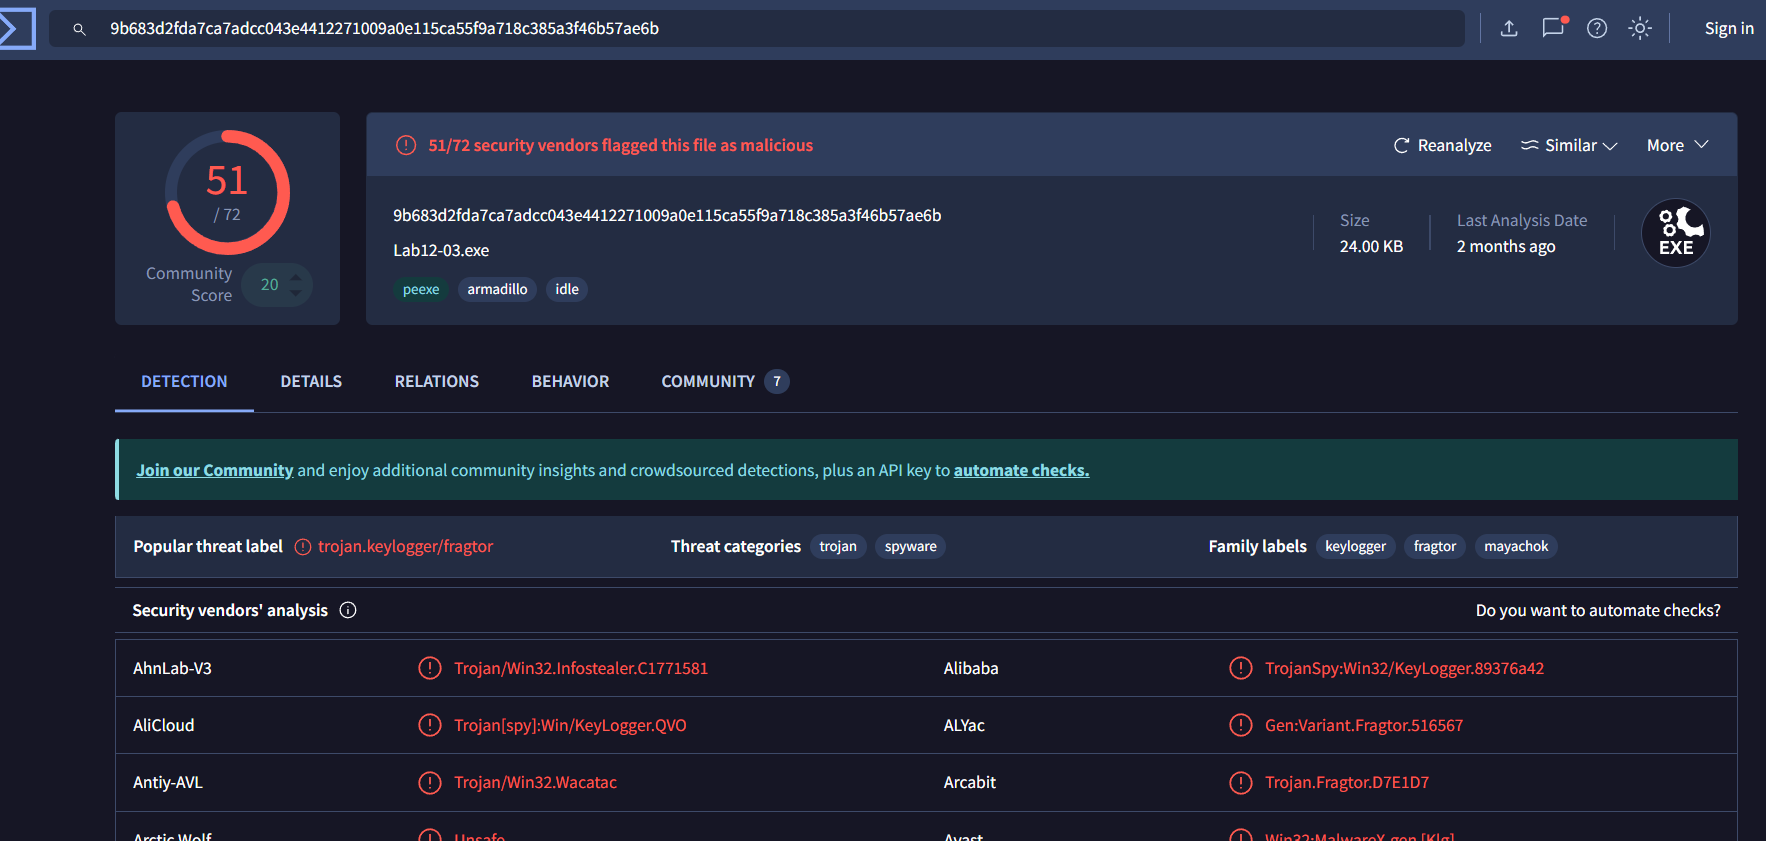 9b683d2fda7ca7adcc043e4412271009a0e115ca55f9a718c385a3f46b57ae6b
Sign in
51
/ 72
Community
Score
20
51/72 security vendors flagged this file as malicious
Reanalyze
Similar
More
9b683d2fda7ca7adcc043e4412271009a0e115ca55f9a718c385a3f46b57ae6b
Lab12-03.exe
peexe armadillo idle
Size
24.00 KB
Last Analysis Date
2 months ago
EXE
DETECTION DETAILS RELATIONS BEHAVIOR COMMUNITY 7
Join our Community and enjoy additional community insights and crowdsourced detections, plus an API key to automate checks.
Popular threat label trojan.keylogger/fragtor Threat categories trojan spyware Family labels keylogger fragtor mayachok
Security vendors' analysis Do you want to automate checks?
AhnLab-V3 Trojan/Win32.Infostealer.C1771581 Alibaba TrojanSpy:Win32/KeyLogger.89376a42
AliCloud Trojan[spy]:Win/KeyLogger.QVO ALYac Gen:Variant.Fragtor.516567
Antiy-AVL Trojan/Win32.Wacatac Arcabit Trojan.Fragtor.D7E1D7
Arctic Wolf Unsafe Avast Win32:MalwareX-gen [Klg]